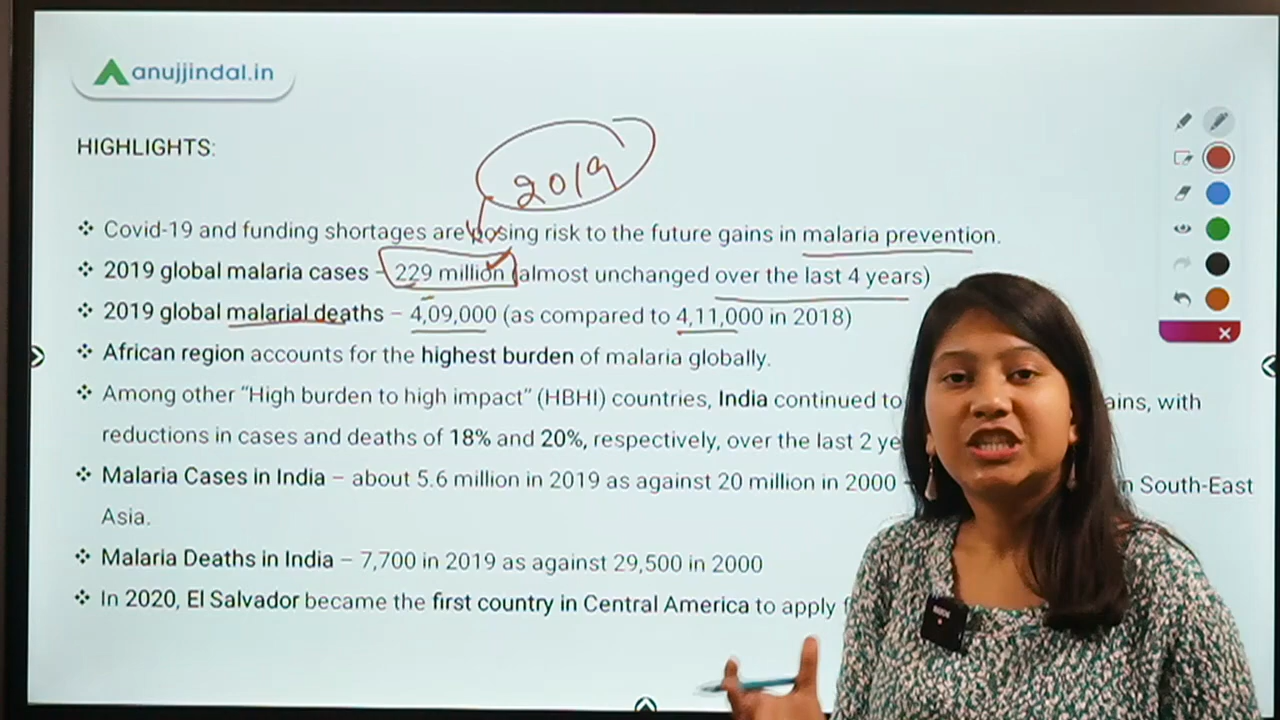 anujjindal.in
HIGHLIGHTS:
2019
❖ Covid-19 and funding shortages are posing risk to the future gains in malaria prevention.
❖ 2019 global malaria cases – 229 million (almost unchanged over the last 4 years)
❖ 2019 global malarial deaths – 4,09,000 (as compared to 4,11,000 in 2018)
❖ African region accounts for the highest burden of malaria globally.
❖ Among other "High burden to high impact" (HBHI) countries, India continued to with
reductions in cases and deaths of 18% and 20%, respectively, over the last 2
❖ Malaria Cases in India – about 5.6 million in 2019 as against 20 million in 2000 South-East
Asia.
❖ Malaria Deaths in India – 7,700 in 2019 as against 29,500 in 2000
❖ In 2020, El Salvador became the first country in Central America to apply